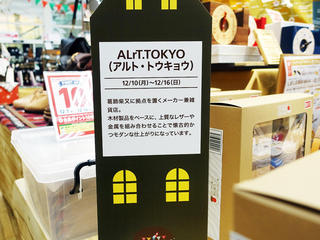 ALrT.TOKYO
(アルト・トウキョウ)
12/10(月)〜12/16(日)
葛飾柴又に拠点を置くメーカー兼雑
貨店。
木材製品をベースに、上質なレザーや
金属を組み合わせることで懐古的か
つモダンな仕上がりになっています。